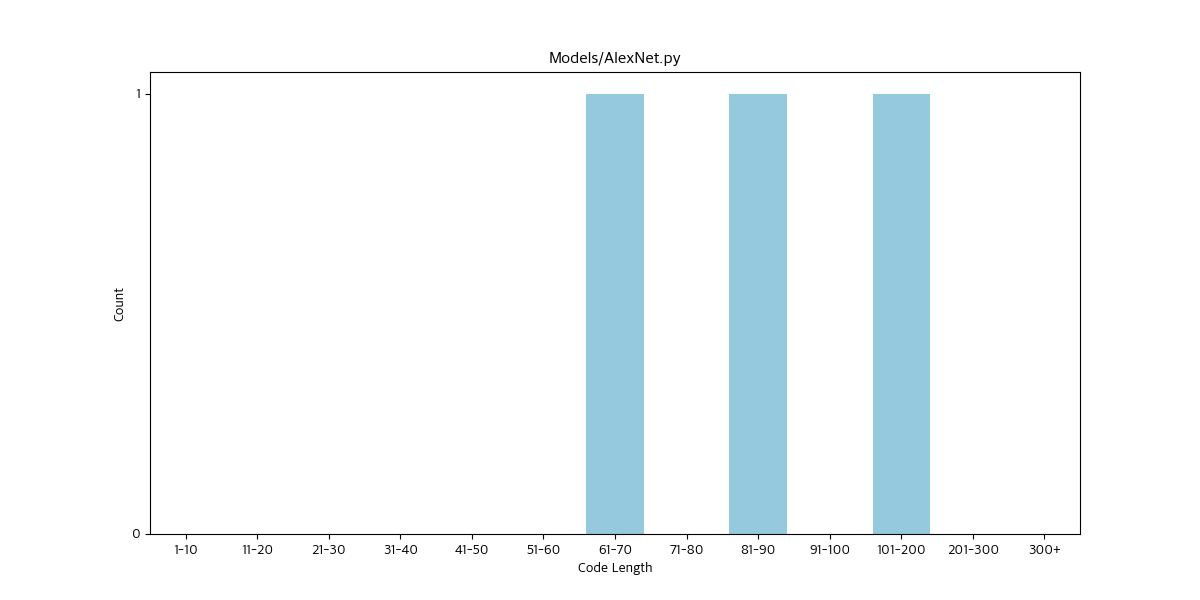 Models/AlexNet.py
1
Count
0
1-10 11-20 21-30 31-40 41-50 51-60 61-70 71-80 81-90 91-100 101-200 201-300 300+
Code Length